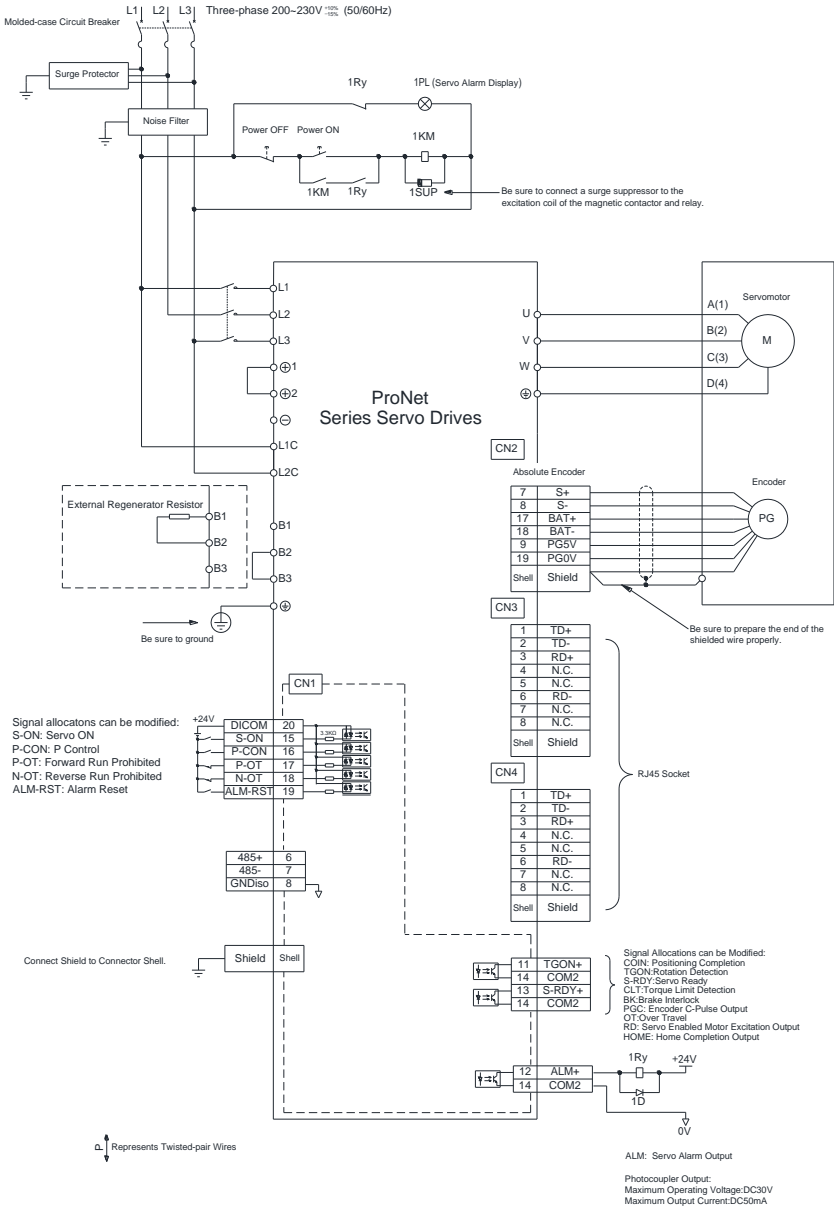 L1 L2 L3 Three-phase 200~230V +10% -15% (50/60Hz)
Molded-case Circuit Breaker
Surge Protector
Noise Filter
1Ry 1PL (Servo Alarm Display)
Power OFF Power ON 1KM
1KM 1Ry 1SUP
Be sure to connect a surge suppressor to the
excitation coil of the magnetic contactor and relay.
L1
L2
L3
1
2
L1C
L2C
ProNet
Series Servo Drives
U
V
W
A(1)
B(2)
C(3)
D(4)
Servomotor
M
External Regenerator Resistor
B1
B2
B3
B1
B2
B3
Be sure to ground
CN2
Absolute Encoder
7 S+
8 S-
17 BAT+
18 BAT-
9 PG5V
19 PG0V
Shell Shield
Encoder
PG
Be sure to prepare the end of the
shielded wire properly.
CN3
1 TD+
2 TD-
3 RD+
4 N.C.
5 N.C.
6 RD-
7 N.C.
8 N.C.
Shell Shield
CN4
1 TD+
2 TD-
3 RD+
4 N.C.
5 N.C.
6 RD-
7 N.C.
8 N.C.
Shell Shield
RJ45 Socket
CN1
Signal allocatons can be modified:
S-ON: Servo ON
P-CON: P Control
P-OT: Forward Run Prohibited
N-OT: Reverse Run Prohibited
ALM-RST: Alarm Reset
+24V
DICOM 20
S-ON 15
P-CON 16
P-OT 17
N-OT 18
ALM-RST 19
3.3KΩ
485+ 6
485- 7
GNDiso 8
Connect Shield to Connector Shell.
Shield Shell
11 TGON+
14 COM2
13 S-RDY+
14 COM2
Signal Allocations can be Modified:
COIN: Positioning Completion
TGON:Rotation Detection
S-RDY:Servo Ready
CLT:Torque Limit Detection
BK:Brake Interlock
PGC: Encoder C-Pulse Output
OT:Over Travel
RD: Servo Enabled Motor Excitation Output
HOME: Home Completion Output
12 ALM+
14 COM2
1Ry +24V
1D
0V
P Represents Twisted-pair Wires
ALM: Servo Alarm Output
Photocoupler Output:
Maximum Operating Voltage:DC30V
Maximum Output Current:DC50mA